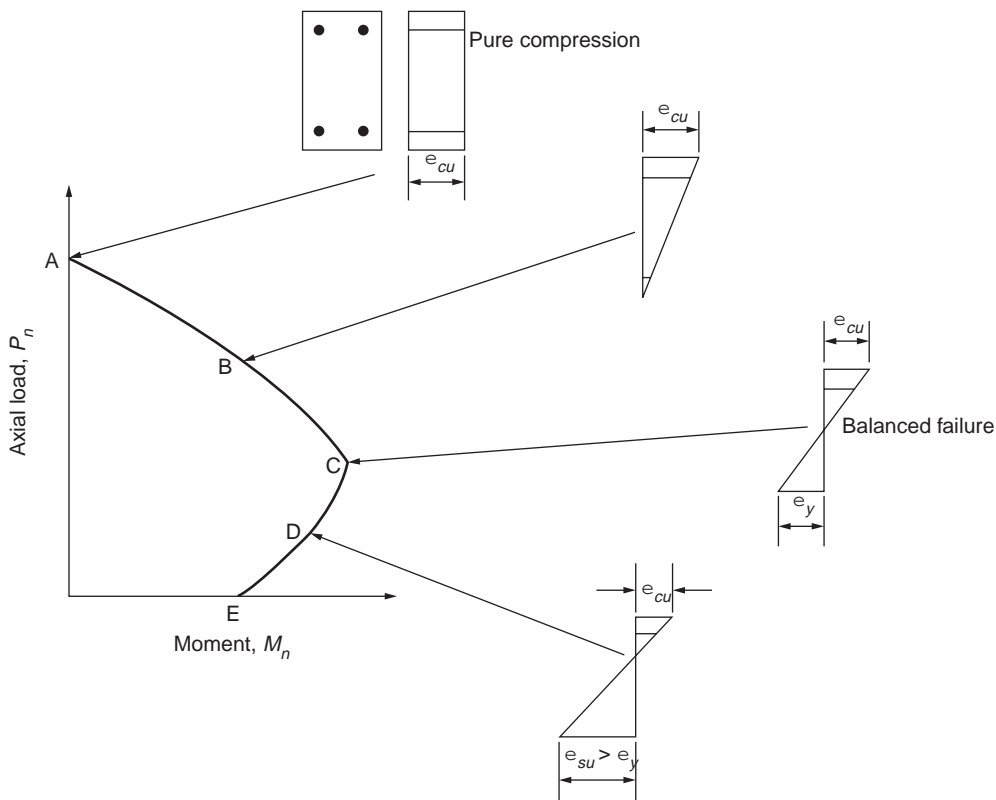 Pure compression
e_cu
e_cu
A
B
e_cu
Balanced failure
Axial load, P_n
C
e_y
D
e_cu
E
Moment, M_n
e_su > e_y